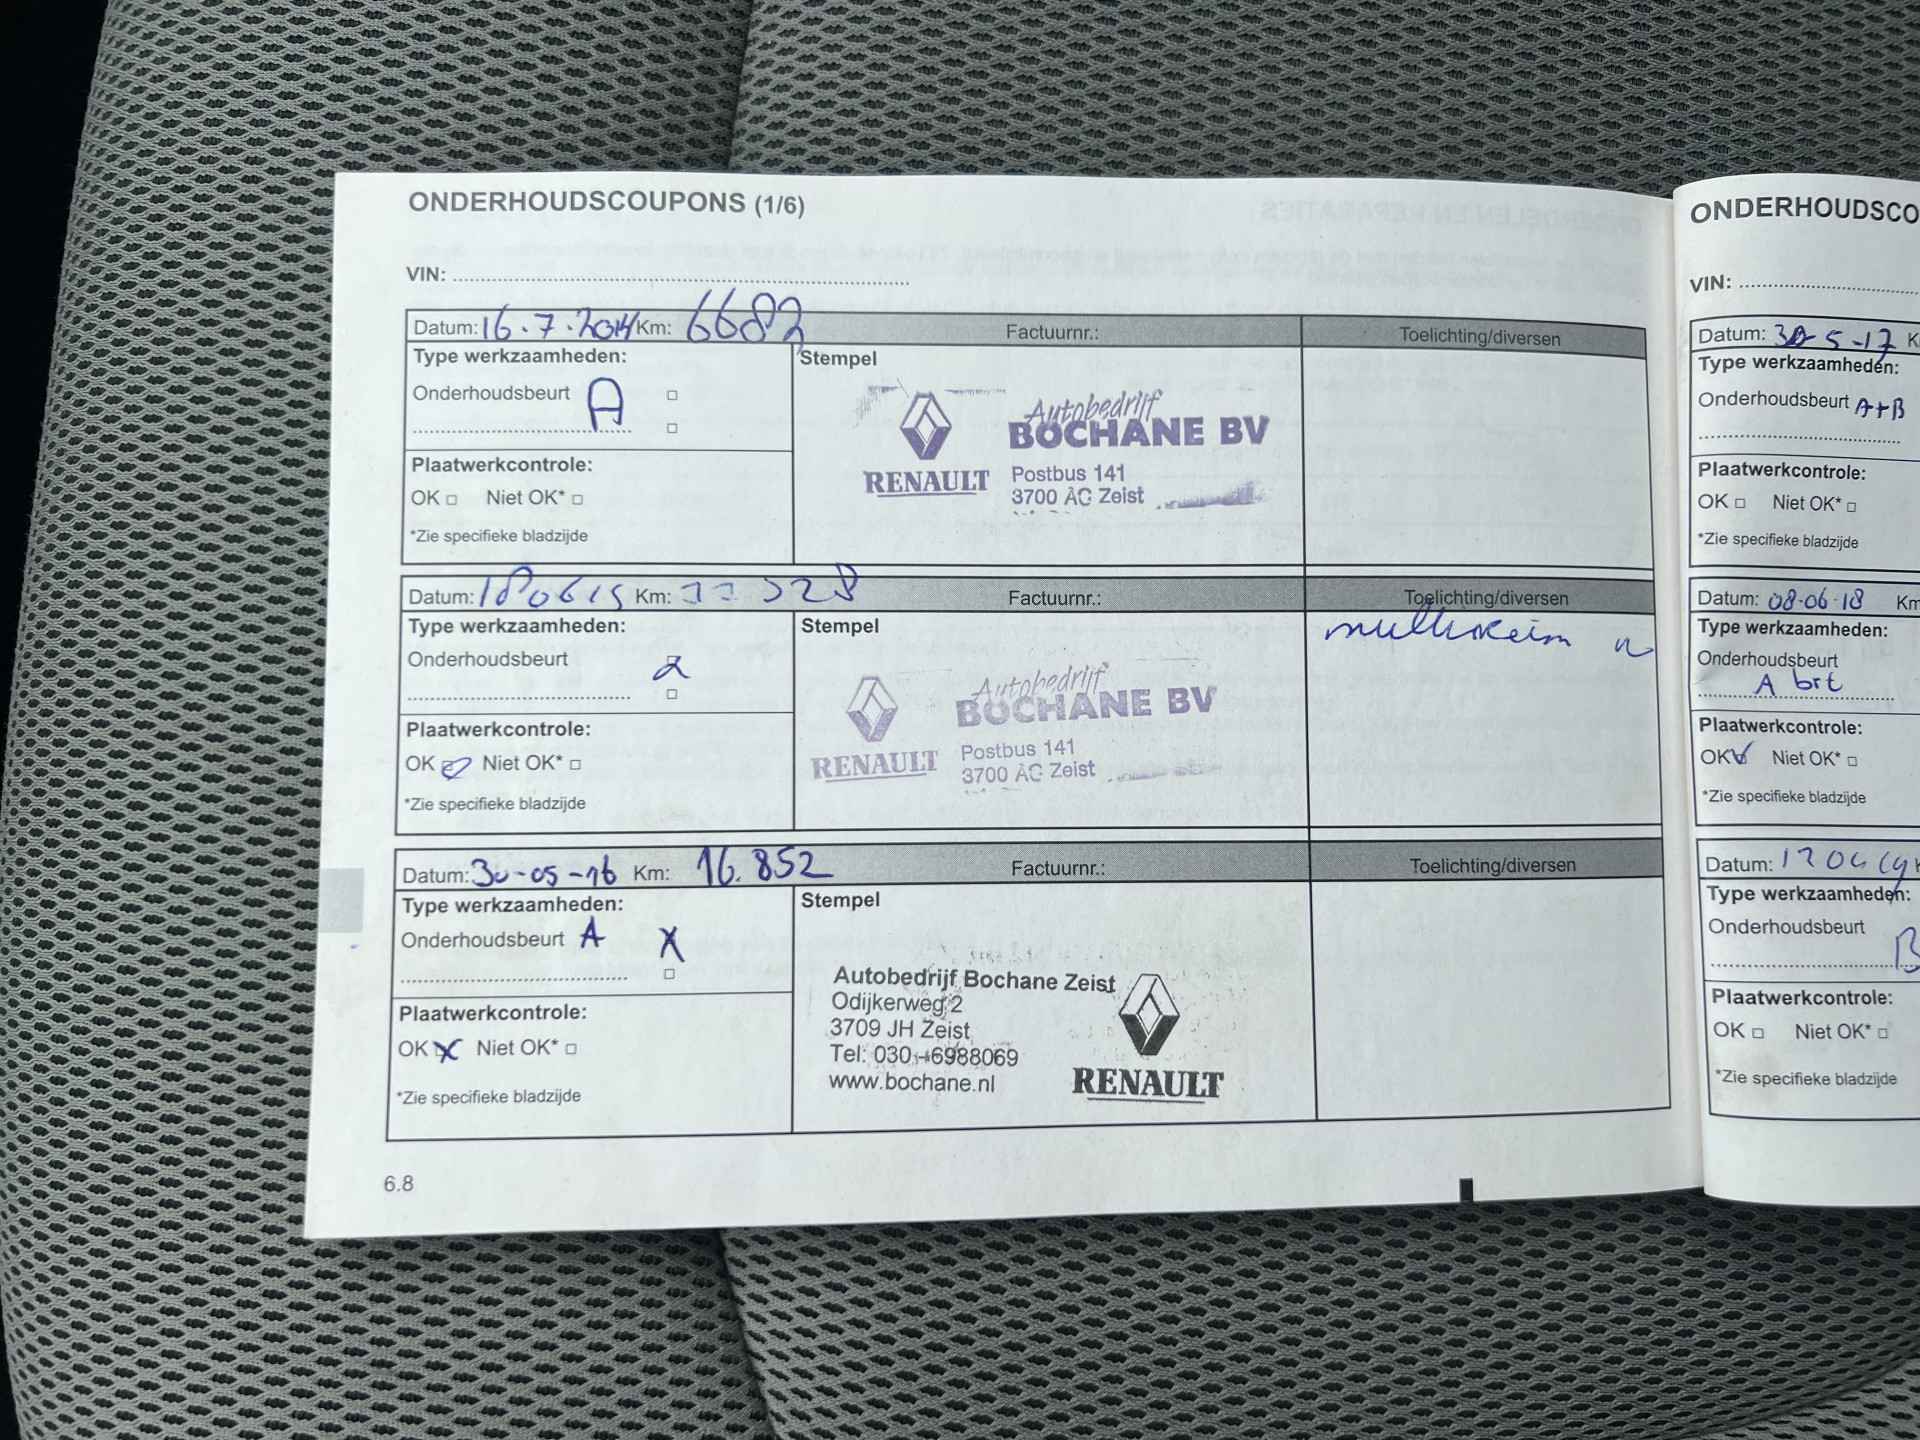 ONDERHOUDSCOUPONS (1/6)
VIN:
Datum: 16.7.2014 Km: 6682 Factuurnr.: Toelichting/diversen
Type werkzaamheden: Stempel
Onderhoudsbeurt A
Autobedrijf
BOCHANE BV
RENAULT
Postbus 141
3700 AC Zeist
Plaatwerkcontrole:
OK Niet OK*
*Zie specifieke bladzijde
Datum: 180615 Km: Factuurnr.: Toelichting/diversen
Type werkzaamheden: Stempel
Onderhoudsbeurt
Autobedrijf
BOCHANE BV
RENAULT
Postbus 141
3700 AC Zeist
Plaatwerkcontrole:
OK Niet OK*
*Zie specifieke bladzijde
Datum: 30-05-16 Km: 16.852 Factuurnr.: Toelichting/diversen
Type werkzaamheden: Stempel
Onderhoudsbeurt A X
Autobedrijf Bochane Zeist
Odijkerweg 2
3709 JH Zeist
Tel: 030-6988069
www.bochane.nl
RENAULT
Plaatwerkcontrole:
OK X Niet OK*
*Zie specifieke bladzijde
6.8
ONDERHOUDSCO
VIN:
Datum: 30-5-17 K
Type werkzaamheden:
Onderhoudsbeurt A+B
Plaatwerkcontrole:
OK Niet OK*
*Zie specifieke bladzijde
Datum: 08-06-18 Km
Type werkzaamheden:
Onderhoudsbeurt
A brt
Plaatwerkcontrole:
OK Niet OK*
*Zie specifieke bladzijde
Datum:
Type werkzaamheden:
Onderhoudsbeurt
B
Plaatwerkcontrole:
OK Niet OK*
*Zie specifieke bladzijde